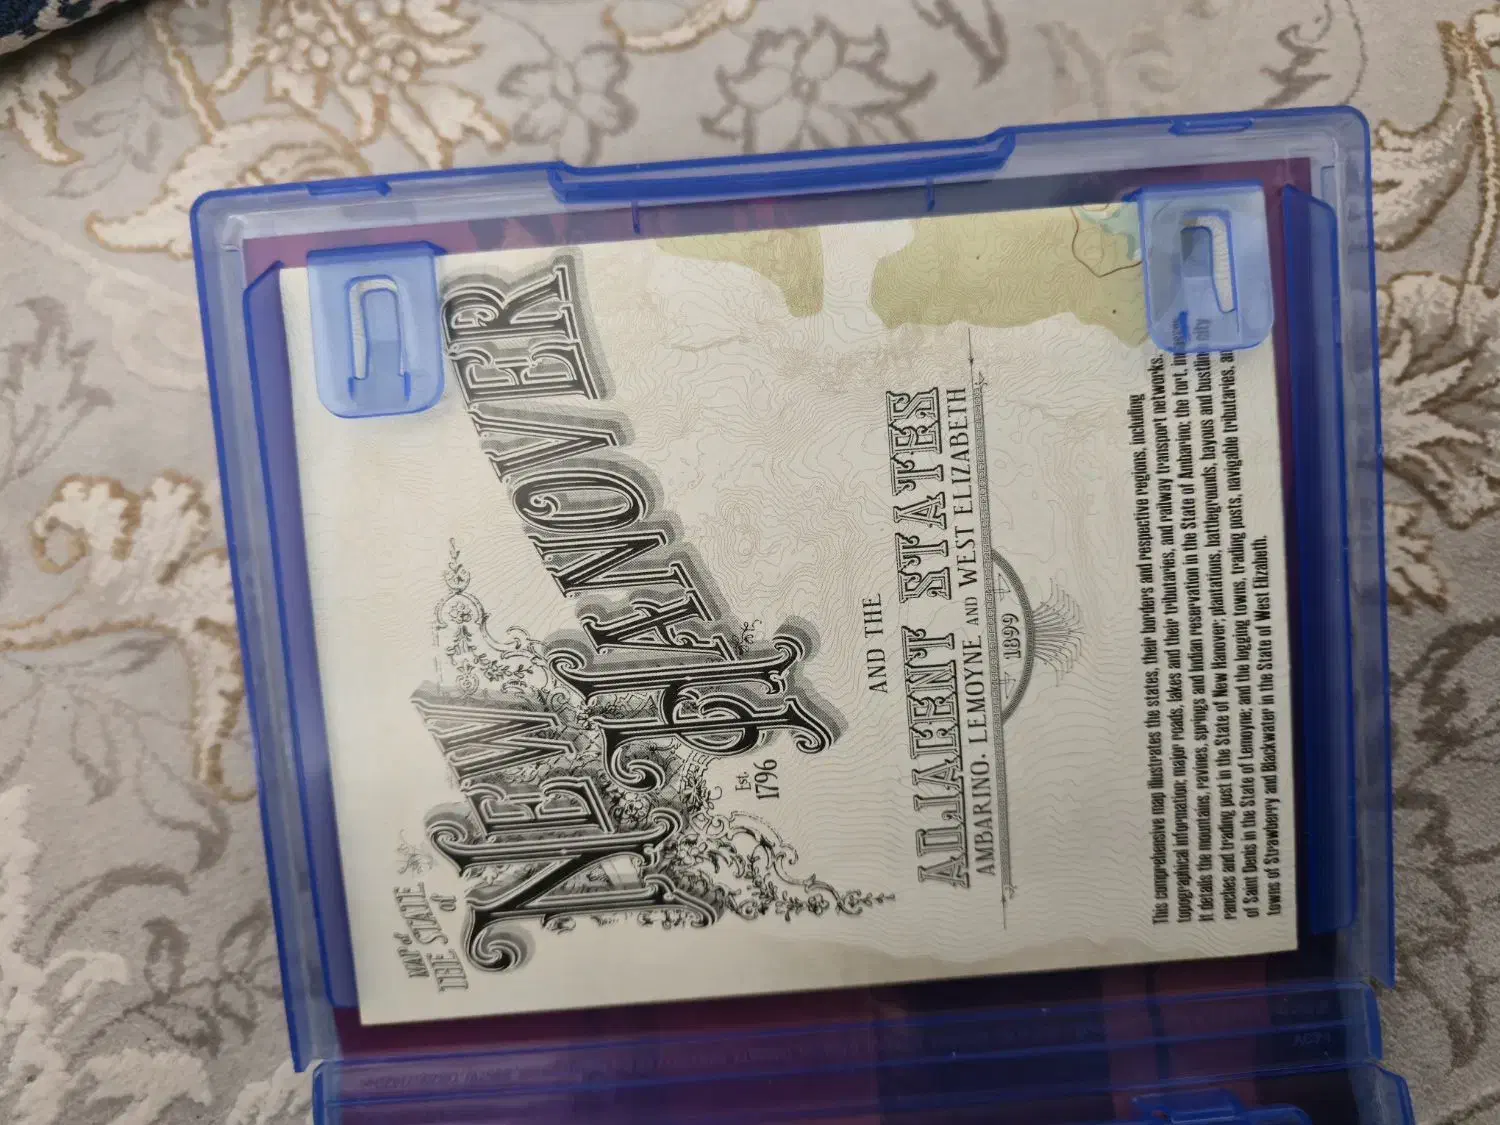 MAP of
THE STATE
of
NEW HANOVER
Est.
1796
AND THE
ADJACENT STATES
AMBARINO, LEMOYNE AND WEST ELIZABETH
1899
This comprehensive map illustrates the states, their borders and respective regions, including
topographical information; major roads, lakes and their tributaries, and railway transport networks.
It details the mountains, ravines, springs and Indian reservation in the State of Ambarino; the fort,
ranches and trading post in the State of New Hanover; plantations, battlegrounds, bayous and bustling city
of Saint Denis in the State of Lemoyne; and the logging towns, trading posts, navigable tributaries,
towns of Strawberry and Blackwater in the State of West Elizabeth.